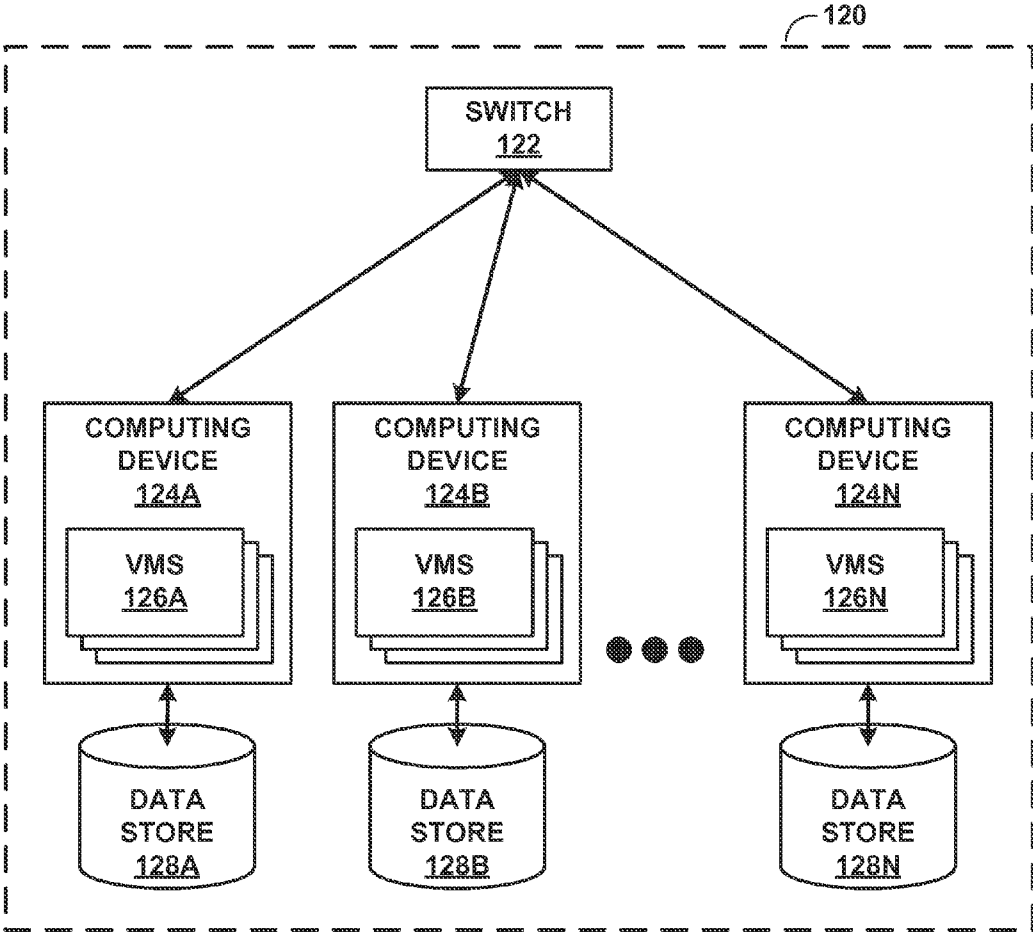 120
SWITCH
122
COMPUTING
DEVICE
124A
VMS
126A
COMPUTING
DEVICE
124B
VMS
126B
COMPUTING
DEVICE
124N
VMS
126N
DATA
STORE
128A
DATA
STORE
128B
DATA
STORE
128N